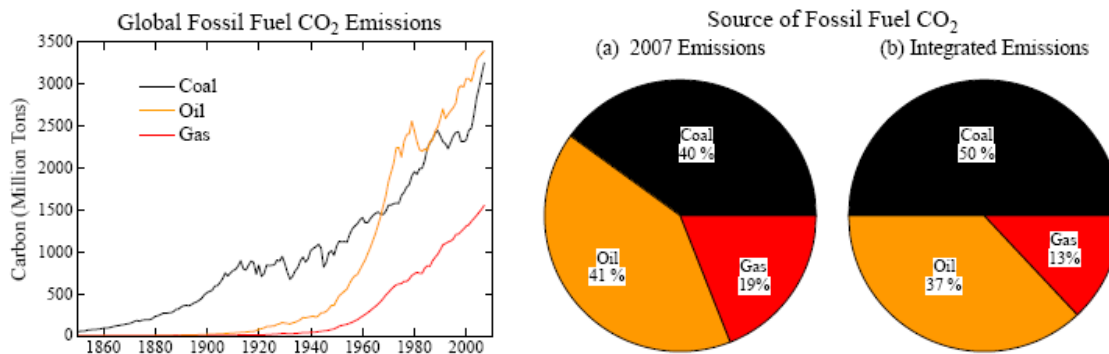 Global Fossil Fuel CO₂ Emissions
3500
3000
2500
2000
1500
1000
500
0
Carbon (Million Tons)
Coal
Oil
Gas
1860 1880 1900 1920 1940 1960 1980 2000
Source of Fossil Fuel CO₂
(a) 2007 Emissions
Coal
40 %
Oil
41 %
Gas
19%
(b) Integrated Emissions
Coal
50 %
Oil
37 %
Gas
13%